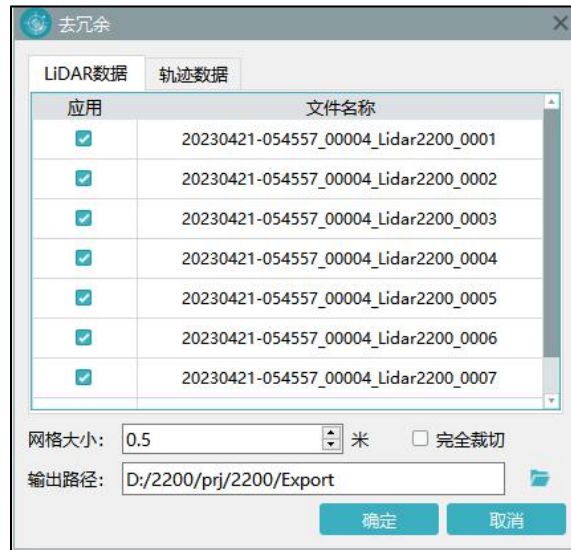 去冗余
LiDAR数据 轨迹数据
应用 文件名称
20230421-054557_00004_Lidar2200_0001
20230421-054557_00004_Lidar2200_0002
20230421-054557_00004_Lidar2200_0003
20230421-054557_00004_Lidar2200_0004
20230421-054557_00004_Lidar2200_0005
20230421-054557_00004_Lidar2200_0006
20230421-054557_00004_Lidar2200_0007
网格大小: 0.5 米 完全裁切
输出路径: D:/2200/prj/2200/Export
确定 取消